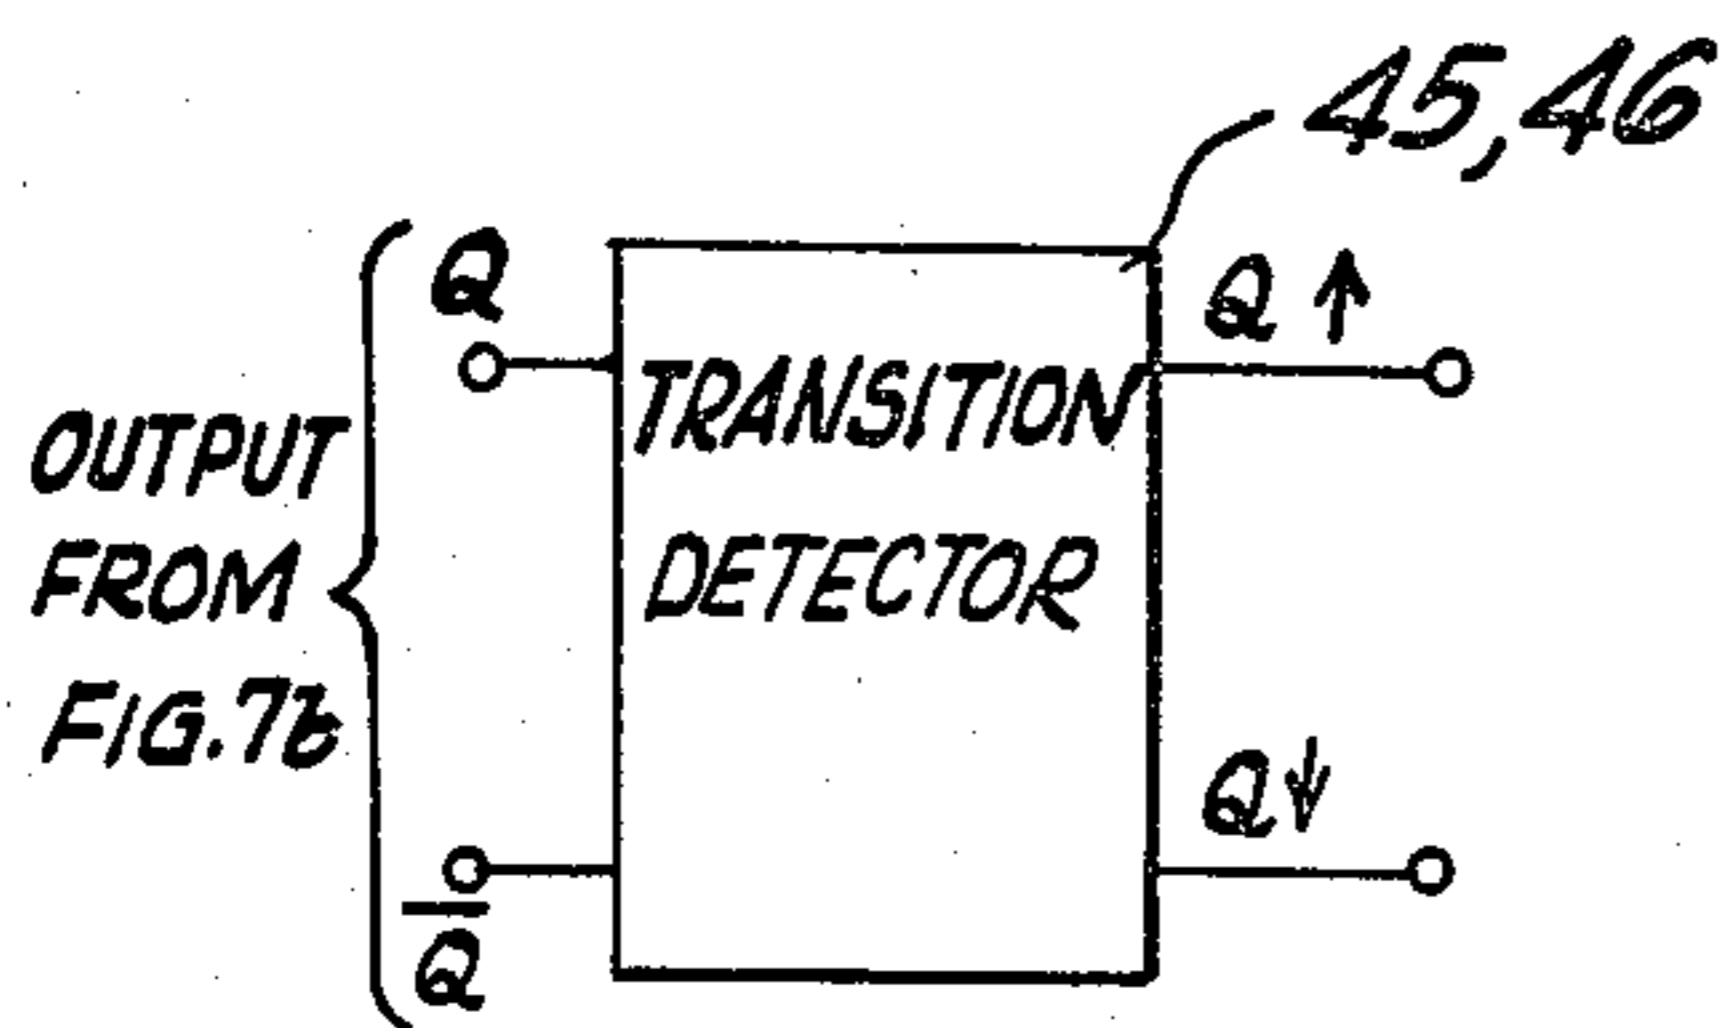 45,46
Q
Q ↑
TRANSITION
DETECTOR
OUTPUT
FROM
FIG.7b
Q↓
Q̅